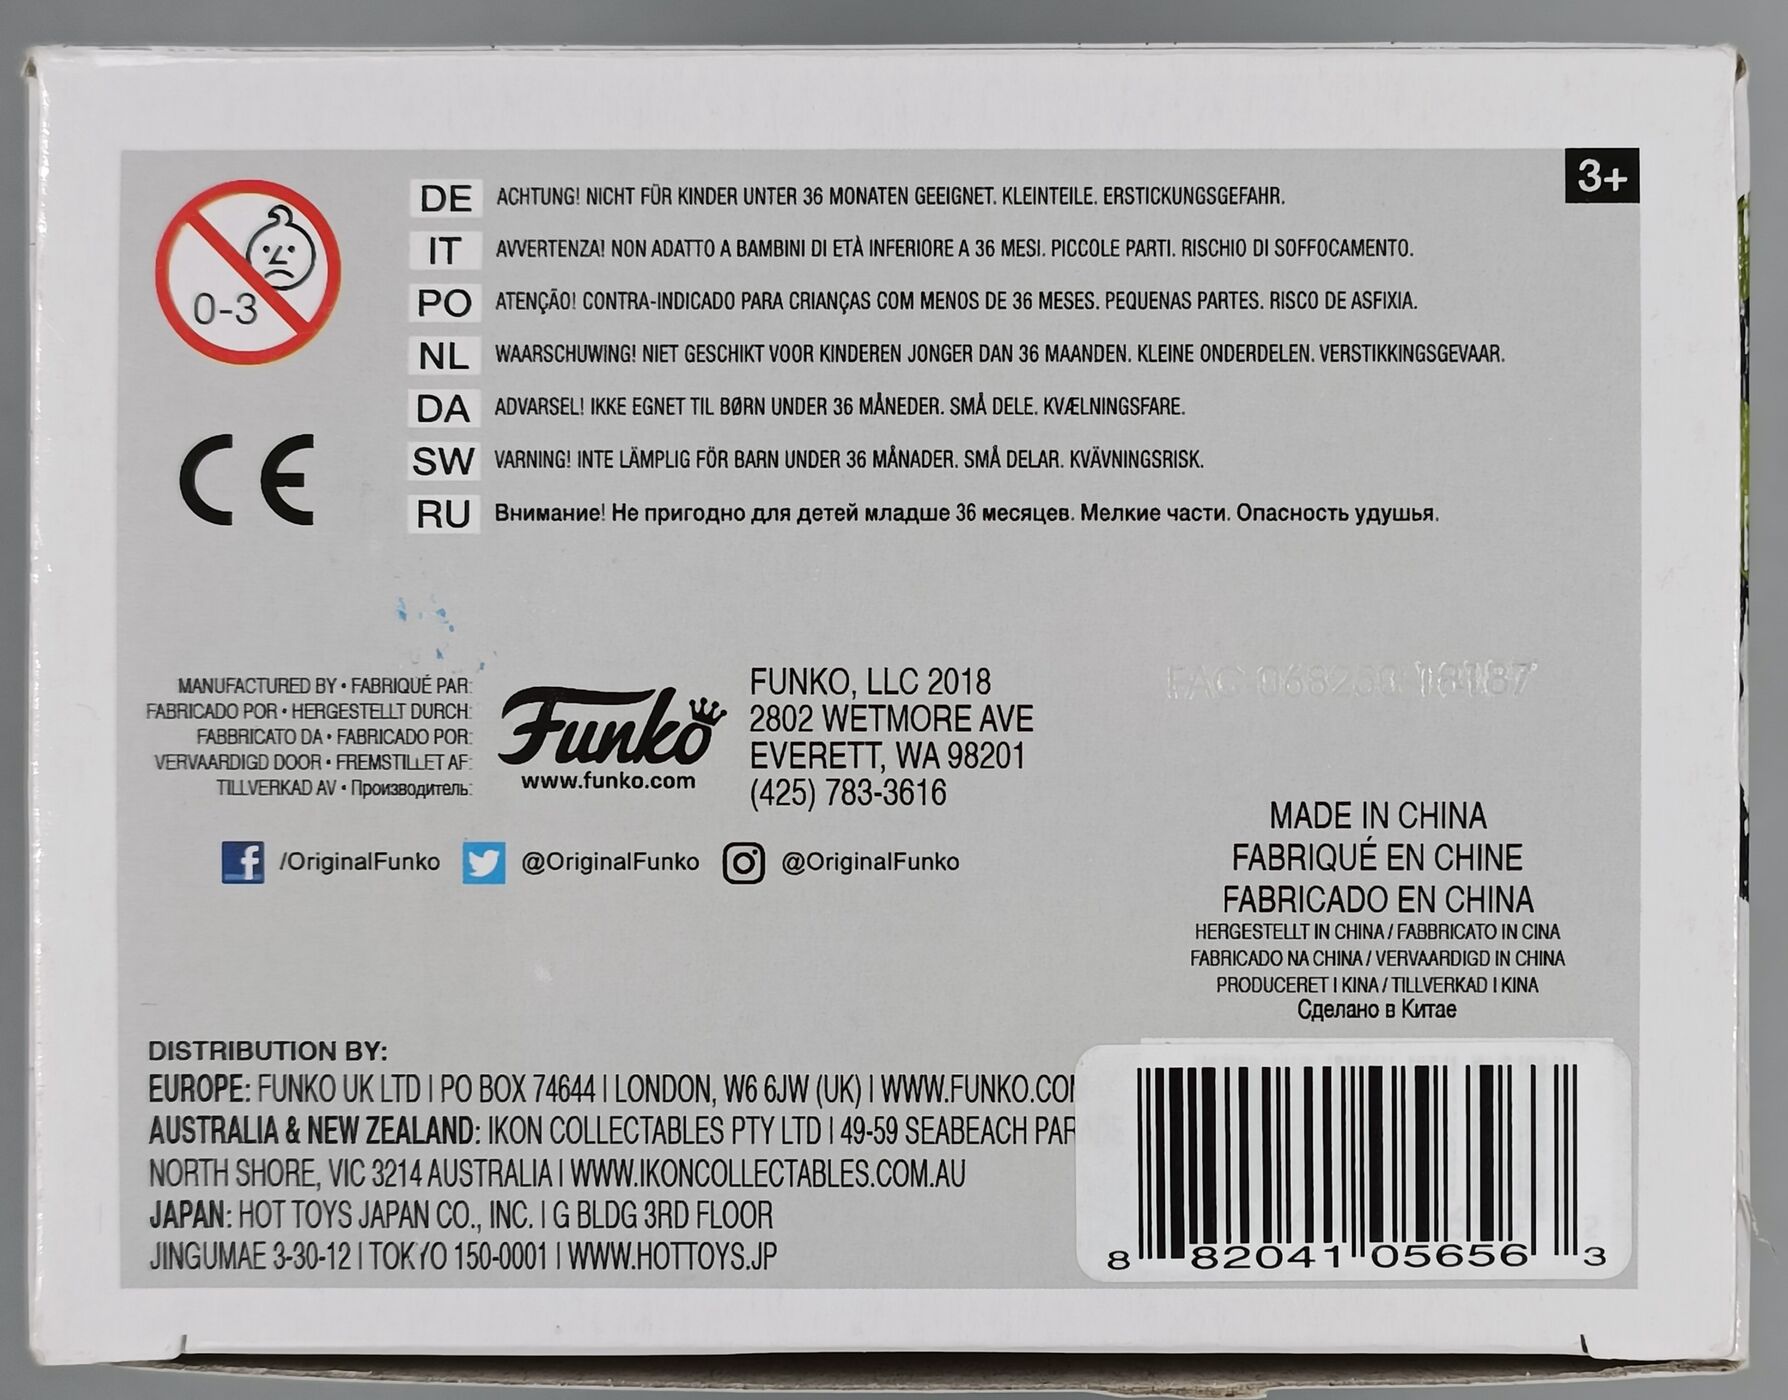 3+
0-3
DE ACHTUNG! NICHT FÜR KINDER UNTER 36 MONATEN GEEIGNET. KLEINTEILE. ERSTICKUNGSGEFAHR.
IT AVVERTENZA! NON ADATTO A BAMBINI DI ETÀ INFERIORE A 36 MESI. PICCOLE PARTI. RISCHIO DI SOFFOCAMENTO.
PO ATENÇÃO! CONTRA-INDICADO PARA CRIANÇAS COM MENOS DE 36 MESES. PEQUENAS PARTES. RISCO DE ASFIXIA.
NL WAARSCHUWING! NIET GESCHIKT VOOR KINDEREN JONGER DAN 36 MAANDEN. KLEINE ONDERDELEN. VERSTIKKINGSGEVAAR.
DA ADVARSEL! IKKE EGNET TIL BØRN UNDER 36 MÅNEDER. SMÅ DELE. KVÆLNINGSFARE.
SW VARNING! INTE LÄMPLIG FÖR BARN UNDER 36 MÅNADER. SMÅ DELAR. KVÄVNINGSRISK.
RU Внимание! Не пригодно для детей младше 36 месяцев. Мелкие части. Опасность удушья.
CE
MANUFACTURED BY • FABRIQUÉ PAR:
FABRICADO POR • HERGESTELLT DURCH:
FABBRICATO DA • FABRICADO POR:
VERVAARDIGD DOOR • FREMSTILLET AF:
TILLVERKAD AV • Производитель:
Funko
www.funko.com
FUNKO, LLC 2018
2802 WETMORE AVE
EVERETT, WA 98201
(425) 783-3616
FAC
/OriginalFunko @OriginalFunko @OriginalFunko
MADE IN CHINA
FABRIQUÉ EN CHINE
FABRICADO EN CHINA
HERGESTELLT IN CHINA / FABBRICATO IN CINA
FABRICADO NA CHINA / VERVAARDIGD IN CHINA
PRODUCERET I KINA / TILLVERKAD I KINA
Сделано в Китае
DISTRIBUTION BY:
EUROPE: FUNKO UK LTD | PO BOX 74644 | LONDON, W6 6JW (UK) | WWW.FUNKO.CO
AUSTRALIA & NEW ZEALAND: IKON COLLECTABLES PTY LTD | 49-59 SEABEACH PAR
NORTH SHORE, VIC 3214 AUSTRALIA | WWW.IKONCOLLECTABLES.COM.AU
JAPAN: HOT TOYS JAPAN CO., INC. | G BLDG 3RD FLOOR
JINGUMAE 3-30-12 | TOKYO 150-0001 | WWW.HOTTOYS.JP
8 82041 05656 3